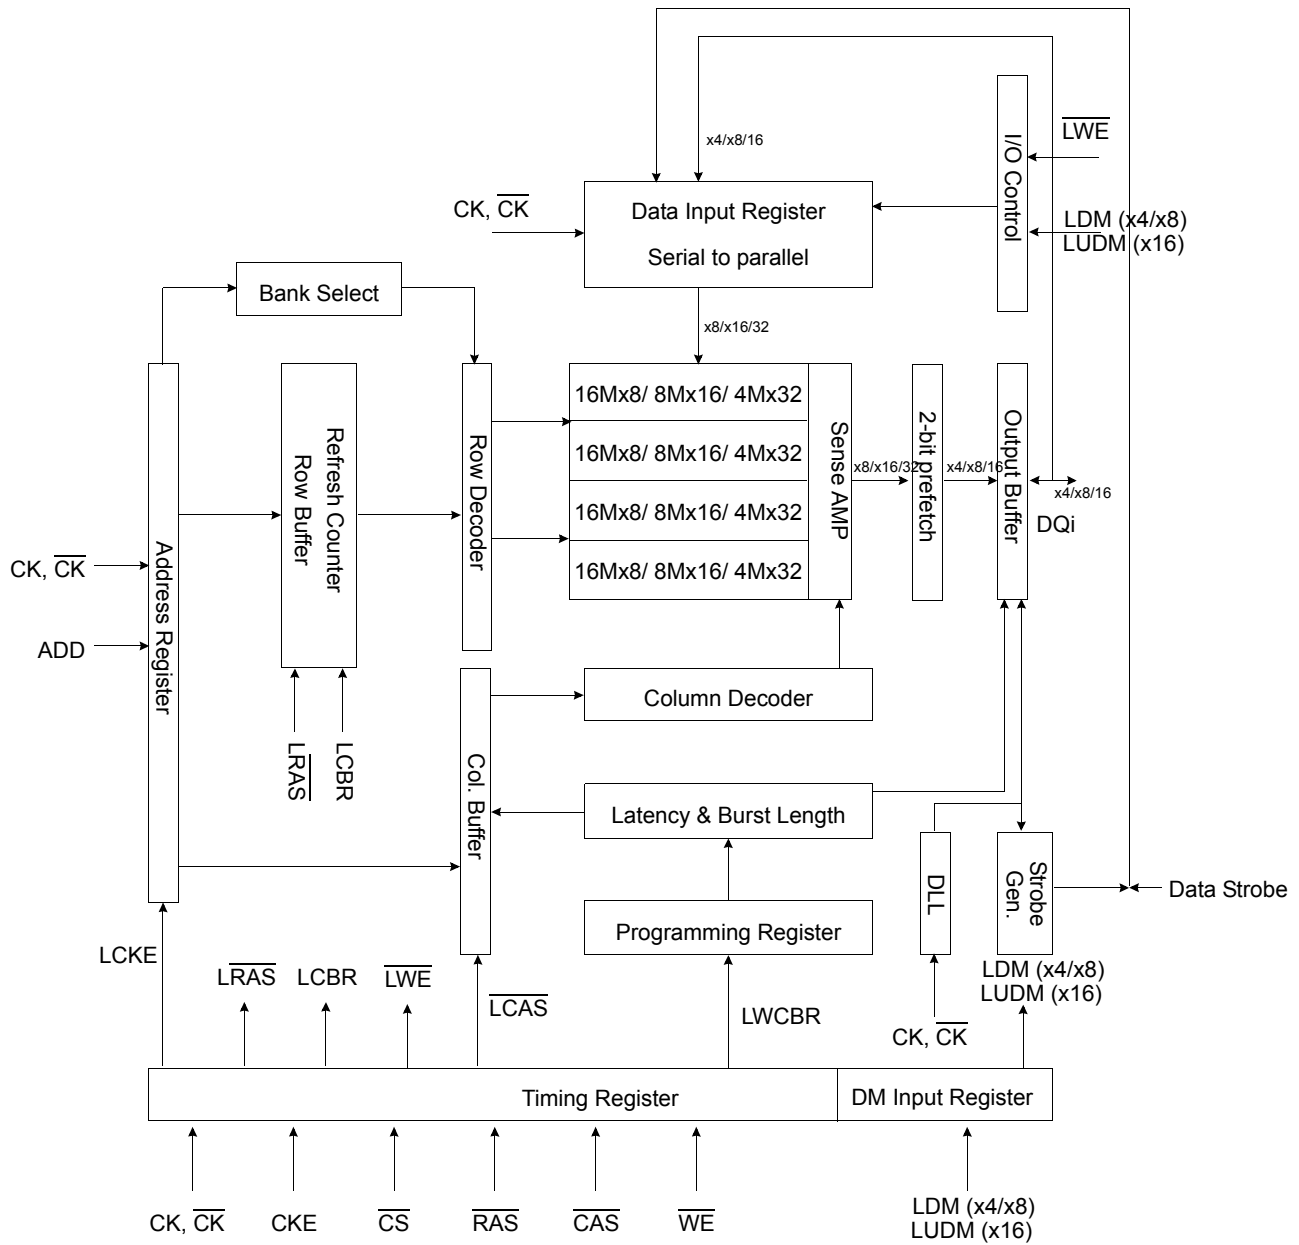 x4/x8/16
LWE
I/O Control
CK, CK
Data Input Register
Serial to parallel
LDM (x4/x8)
LUDM (x16)
Bank Select
x8/x16/32
Address Register
Refresh Counter
Row Buffer
Row Decoder
16Mx8/ 8Mx16/ 4Mx32
16Mx8/ 8Mx16/ 4Mx32
16Mx8/ 8Mx16/ 4Mx32
16Mx8/ 8Mx16/ 4Mx32
Sense AMP
x8/x16/32
2-bit prefetch
x4/x8/16
Output Buffer
x4/x8/16
DQi
CK, CK
ADD
LRAS
LCBR
Col. Buffer
Column Decoder
Latency & Burst Length
Programming Register
DLL
Strobe
Gen.
Data Strobe
LCKE
LRAS
LCBR
LWE
LCAS
LWCBR
CK, CK
LDM (x4/x8)
LUDM (x16)
Timing Register
DM Input Register
CK, CK
CKE
CS
RAS
CAS
WE
LDM (x4/x8)
LUDM (x16)